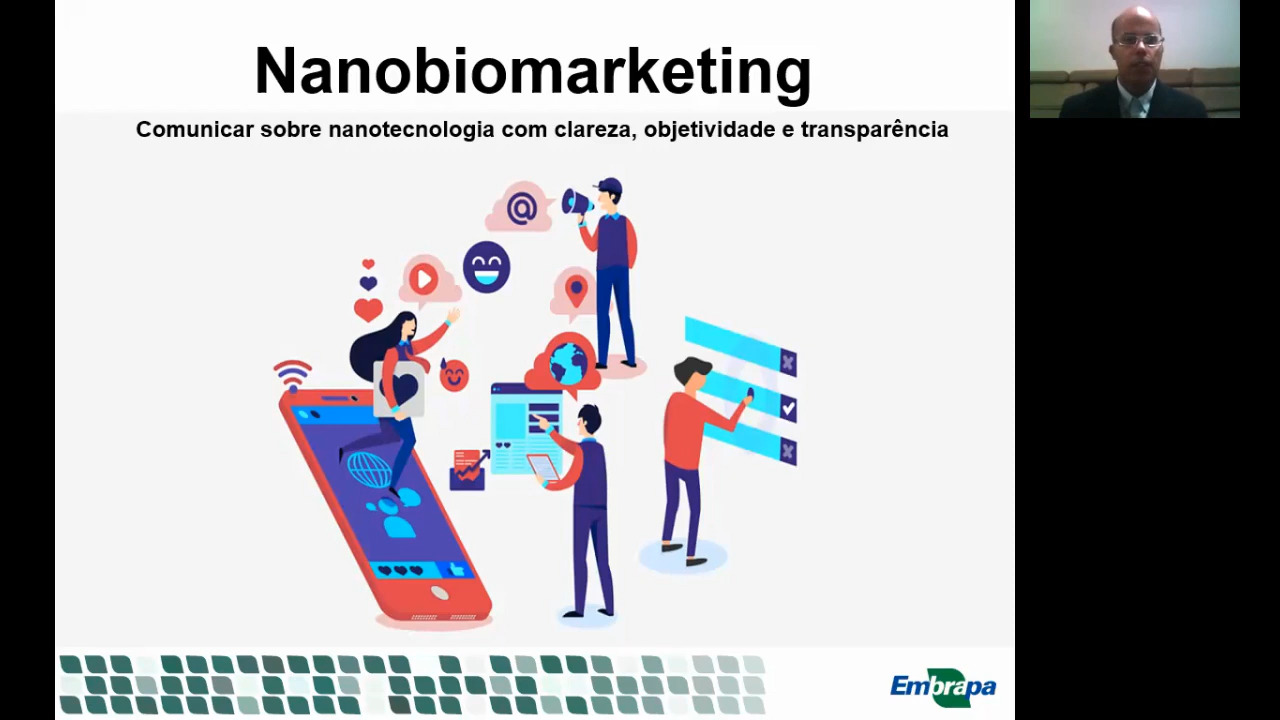 Nanobiomarketing
Comunicar sobre nanotecnologia com clareza, objetividade e transparência
@
Embrapa